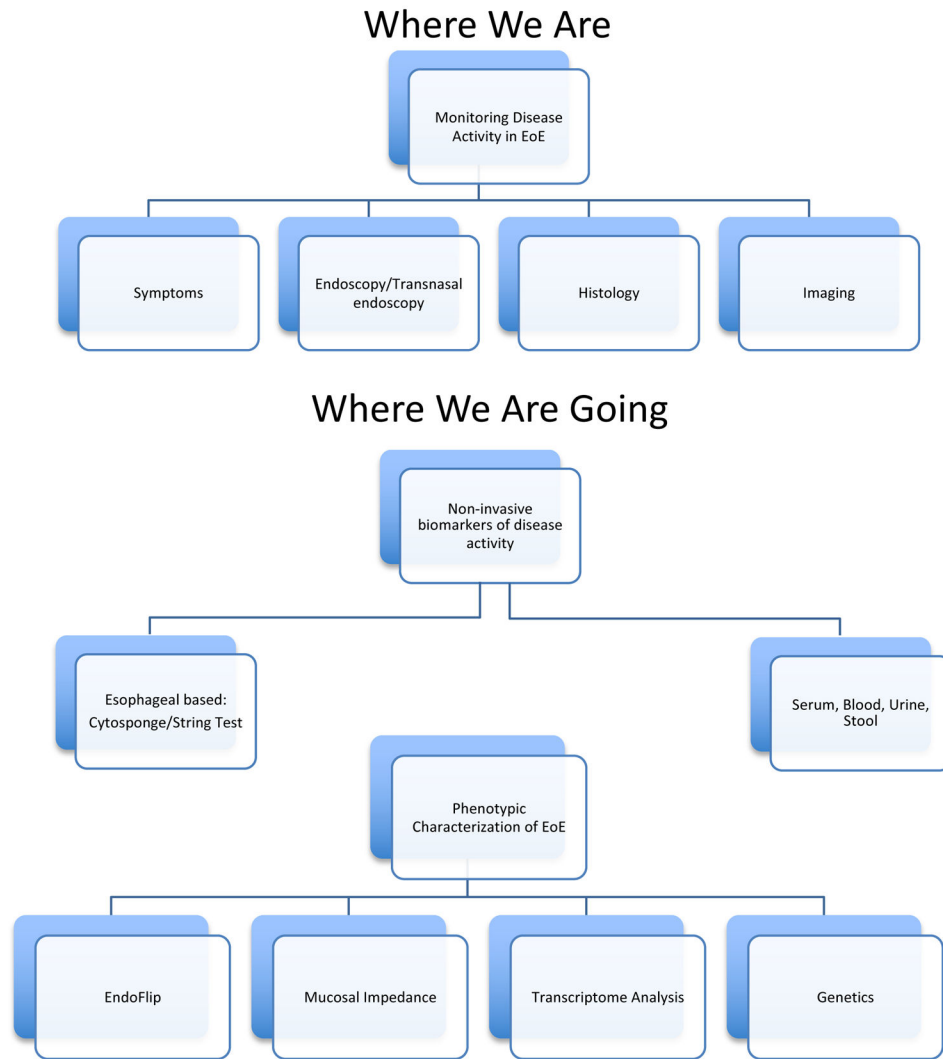 Where We Are
Monitoring Disease
Activity in EoE
Symptoms
Endoscopy/Transnasal
endoscopy
Histology
Imaging
Where We Are Going
Non-invasive
biomarkers of disease
activity
Esophageal based:
Cytosponge/String Test
Serum, Blood, Urine,
Stool
Phenotypic
Characterization of EoE
EndoFlip
Mucosal Impedance
Transcriptome Analysis
Genetics